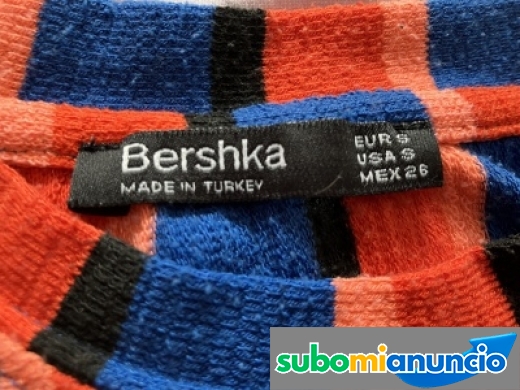 Bershka
MADE IN TURKEY
EUR S
USA S
MEX 26
subomianuncio